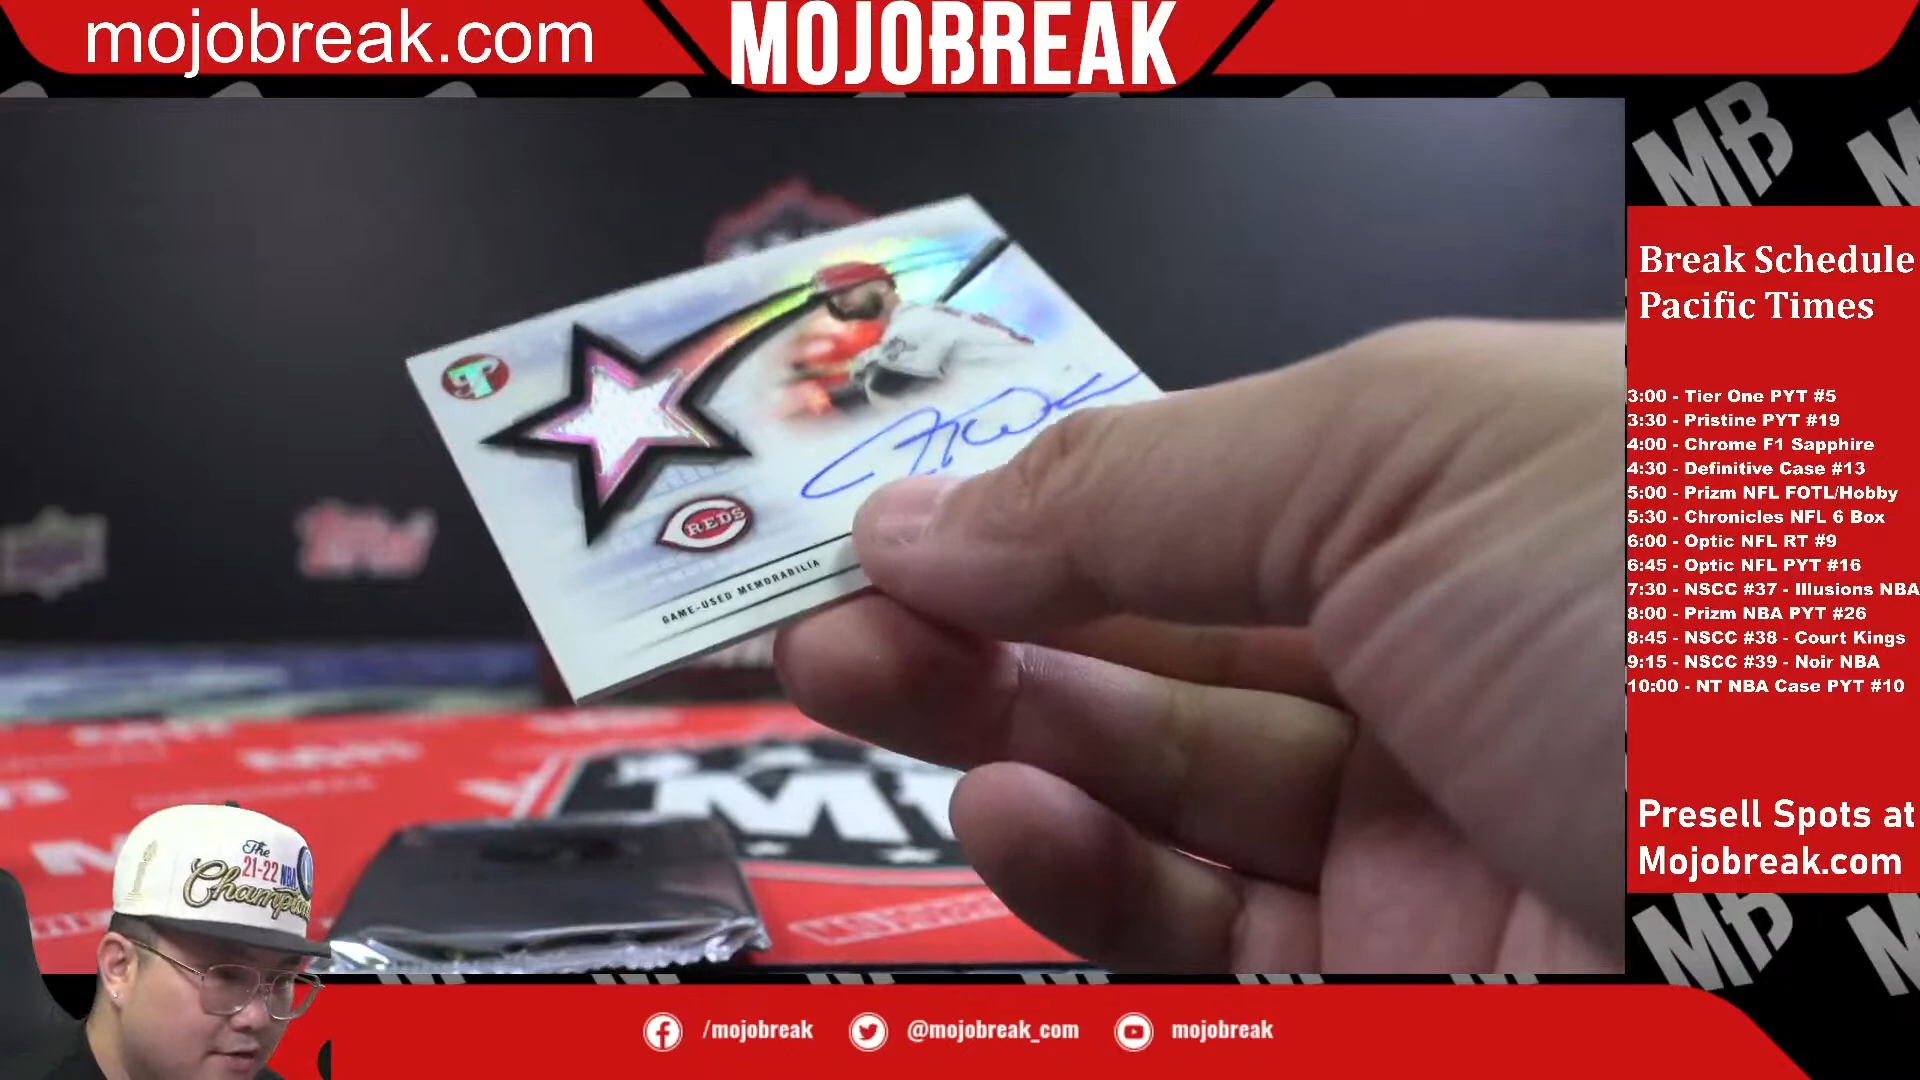 mojobreak.com
MOJOBREAK
MB
Break Schedule
Pacific Times
3:00 - Tier One PYT #5
3:30 - Pristine PYT #19
4:00 - Chrome F1 Sapphire
4:30 - Definitive Case #13
5:00 - Prizm NFL FOTL/Hobby
5:30 - Chronicles NFL 6 Box
6:00 - Optic NFL RT #9
6:45 - Optic NFL PYT #16
7:30 - NSCC #37 - Illusions NBA
8:00 - Prizm NBA PYT #26
8:45 - NSCC #38 - Court Kings
9:15 - NSCC #39 - Noir NBA
10:00 - NT NBA Case PYT #10
Presell Spots at
Mojobreak.com
MB
T
REDS
GAME-USED MEMORABILIA
Topps
The
21-22 NBA
Champions
/mojobreak
@mojobreak_com
mojobreak